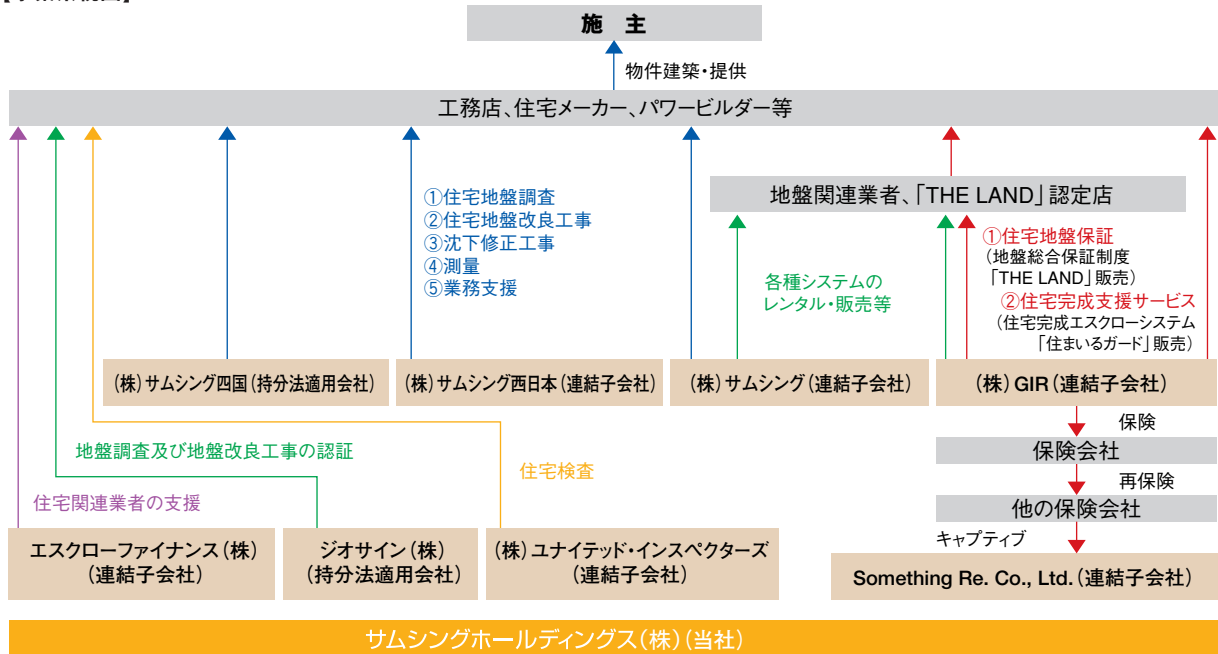 施 主
物件建築・提供
工務店、住宅メーカー、パワービルダー等
地盤関連業者、「THE LAND」認定店
①住宅地盤調査
②住宅地盤改良工事
③沈下修正工事
④測量
⑤業務支援
各種システムの
レンタル・販売等
①住宅地盤保証
(地盤総合保証制度
「THE LAND」販売)
②住宅完成支援サービス
(住宅完成エスクローシステム
「住まいるガード」販売)
(株)サムシング四国(持分法適用会社)
(株)サムシング西日本(連結子会社)
(株)サムシング(連結子会社)
(株)GIR(連結子会社)
保険
保険会社
再保険
他の保険会社
キャプティブ
Something Re. Co., Ltd.(連結子会社)
地盤調査及び地盤改良工事の認証
住宅検査
住宅関連業者の支援
エスクローファイナンス(株)
(連結子会社)
ジオサイン(株)
(持分法適用会社)
(株)ユナイテッド・インスペクターズ
(連結子会社)
サムシングホールディングス(株)(当社)